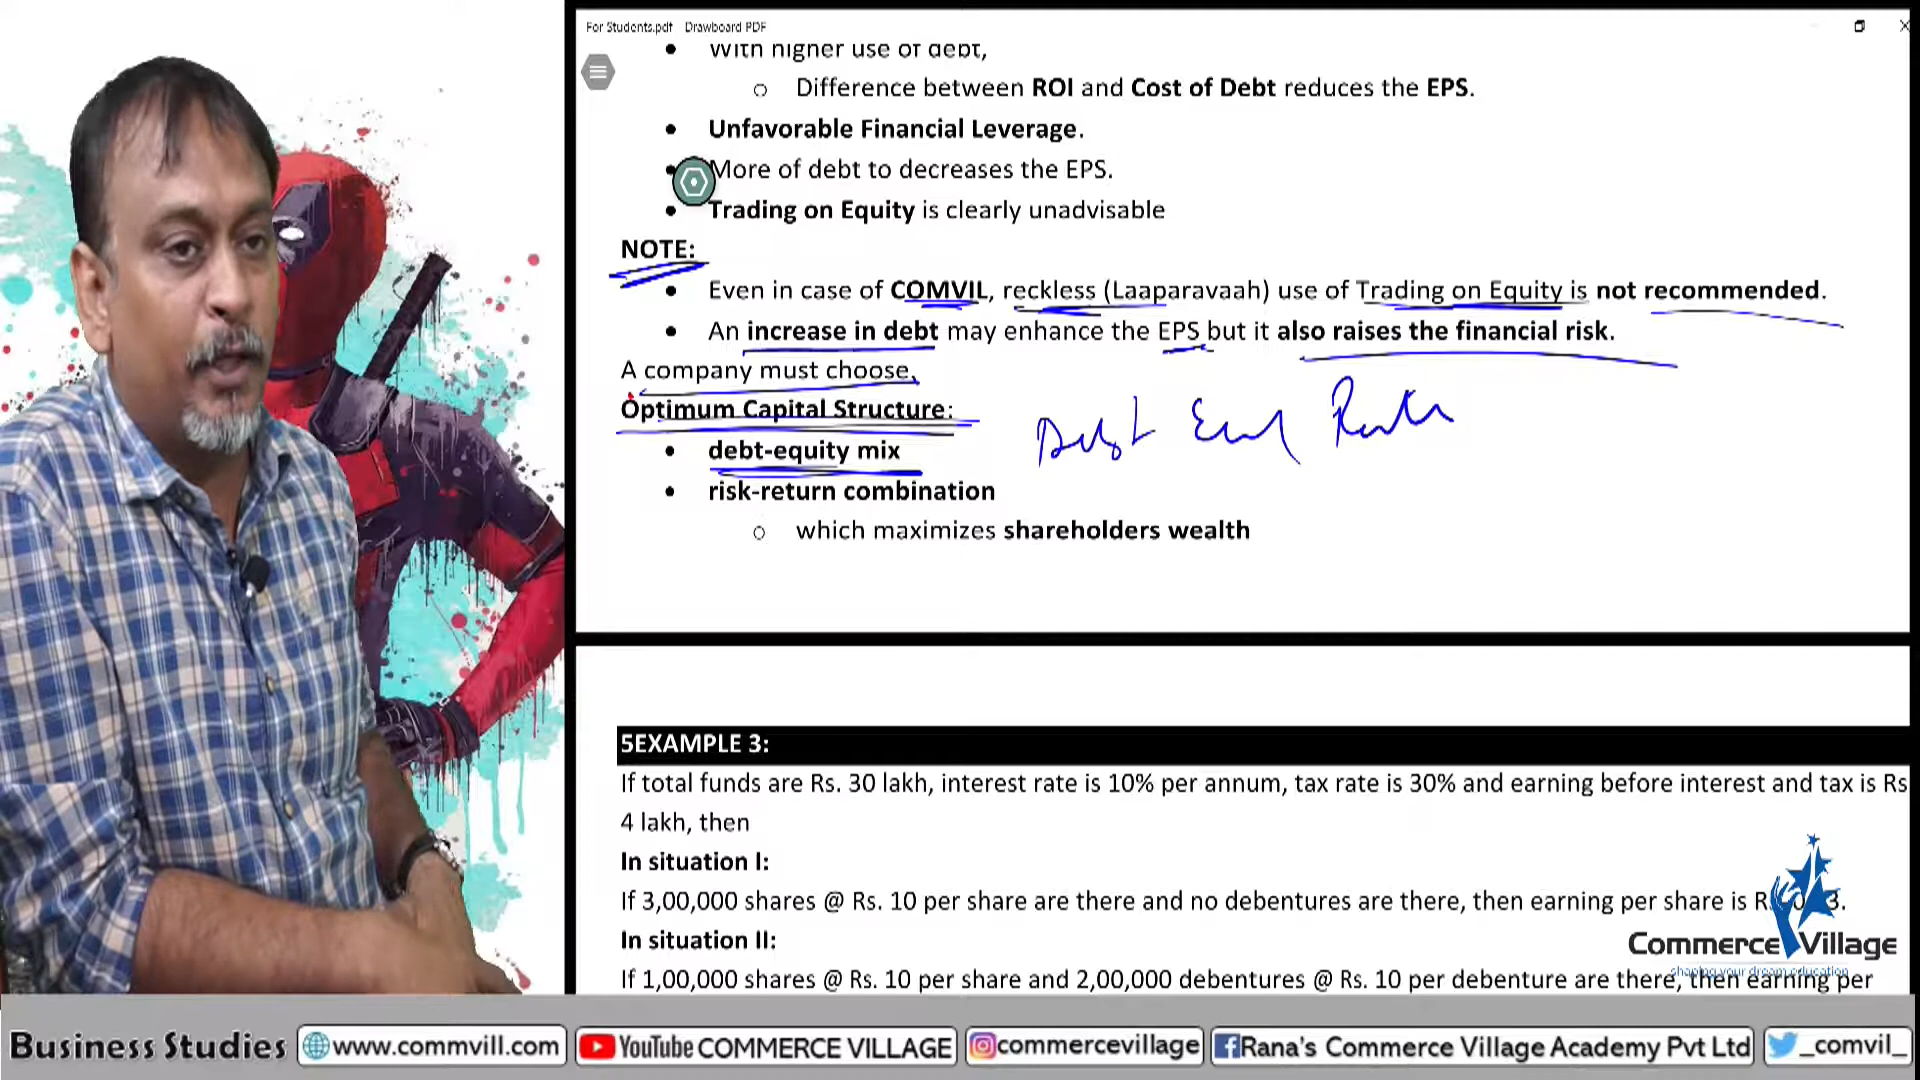 For Students.pdf Drawboard PDF
With higher use of debt,
Difference between ROI and Cost of Debt reduces the EPS.
Unfavorable Financial Leverage.
More of debt to decreases the EPS.
Trading on Equity is clearly unadvisable
NOTE:
Even in case of COMVIL, reckless (Laaparavaah) use of Trading on Equity is not recommended.
An increase in debt may enhance the EPS but it also raises the financial risk.
A company must choose,
Optimum Capital Structure:
Debt
debt-equity mix
risk-return combination
which maximizes shareholders wealth
5EXAMPLE 3:
If total funds are Rs. 30 lakh, interest rate is 10% per annum, tax rate is 30% and earning before interest and tax is Rs
4 lakh, then
In situation I:
If 3,00,000 shares @ Rs. 10 per share are there and no debentures are there, then earning per share is
In situation II:
Commerce Village
shaping your dream education
If 1,00,000 shares @ Rs. 10 per share and 2,00,000 debentures @ Rs. 10 per debenture are there, then earning per
Business Studies www.commvill.com YouTube COMMERCE VILLAGE commercevillage Rana's Commerce Village Academy Pvt Ltd _comvil_